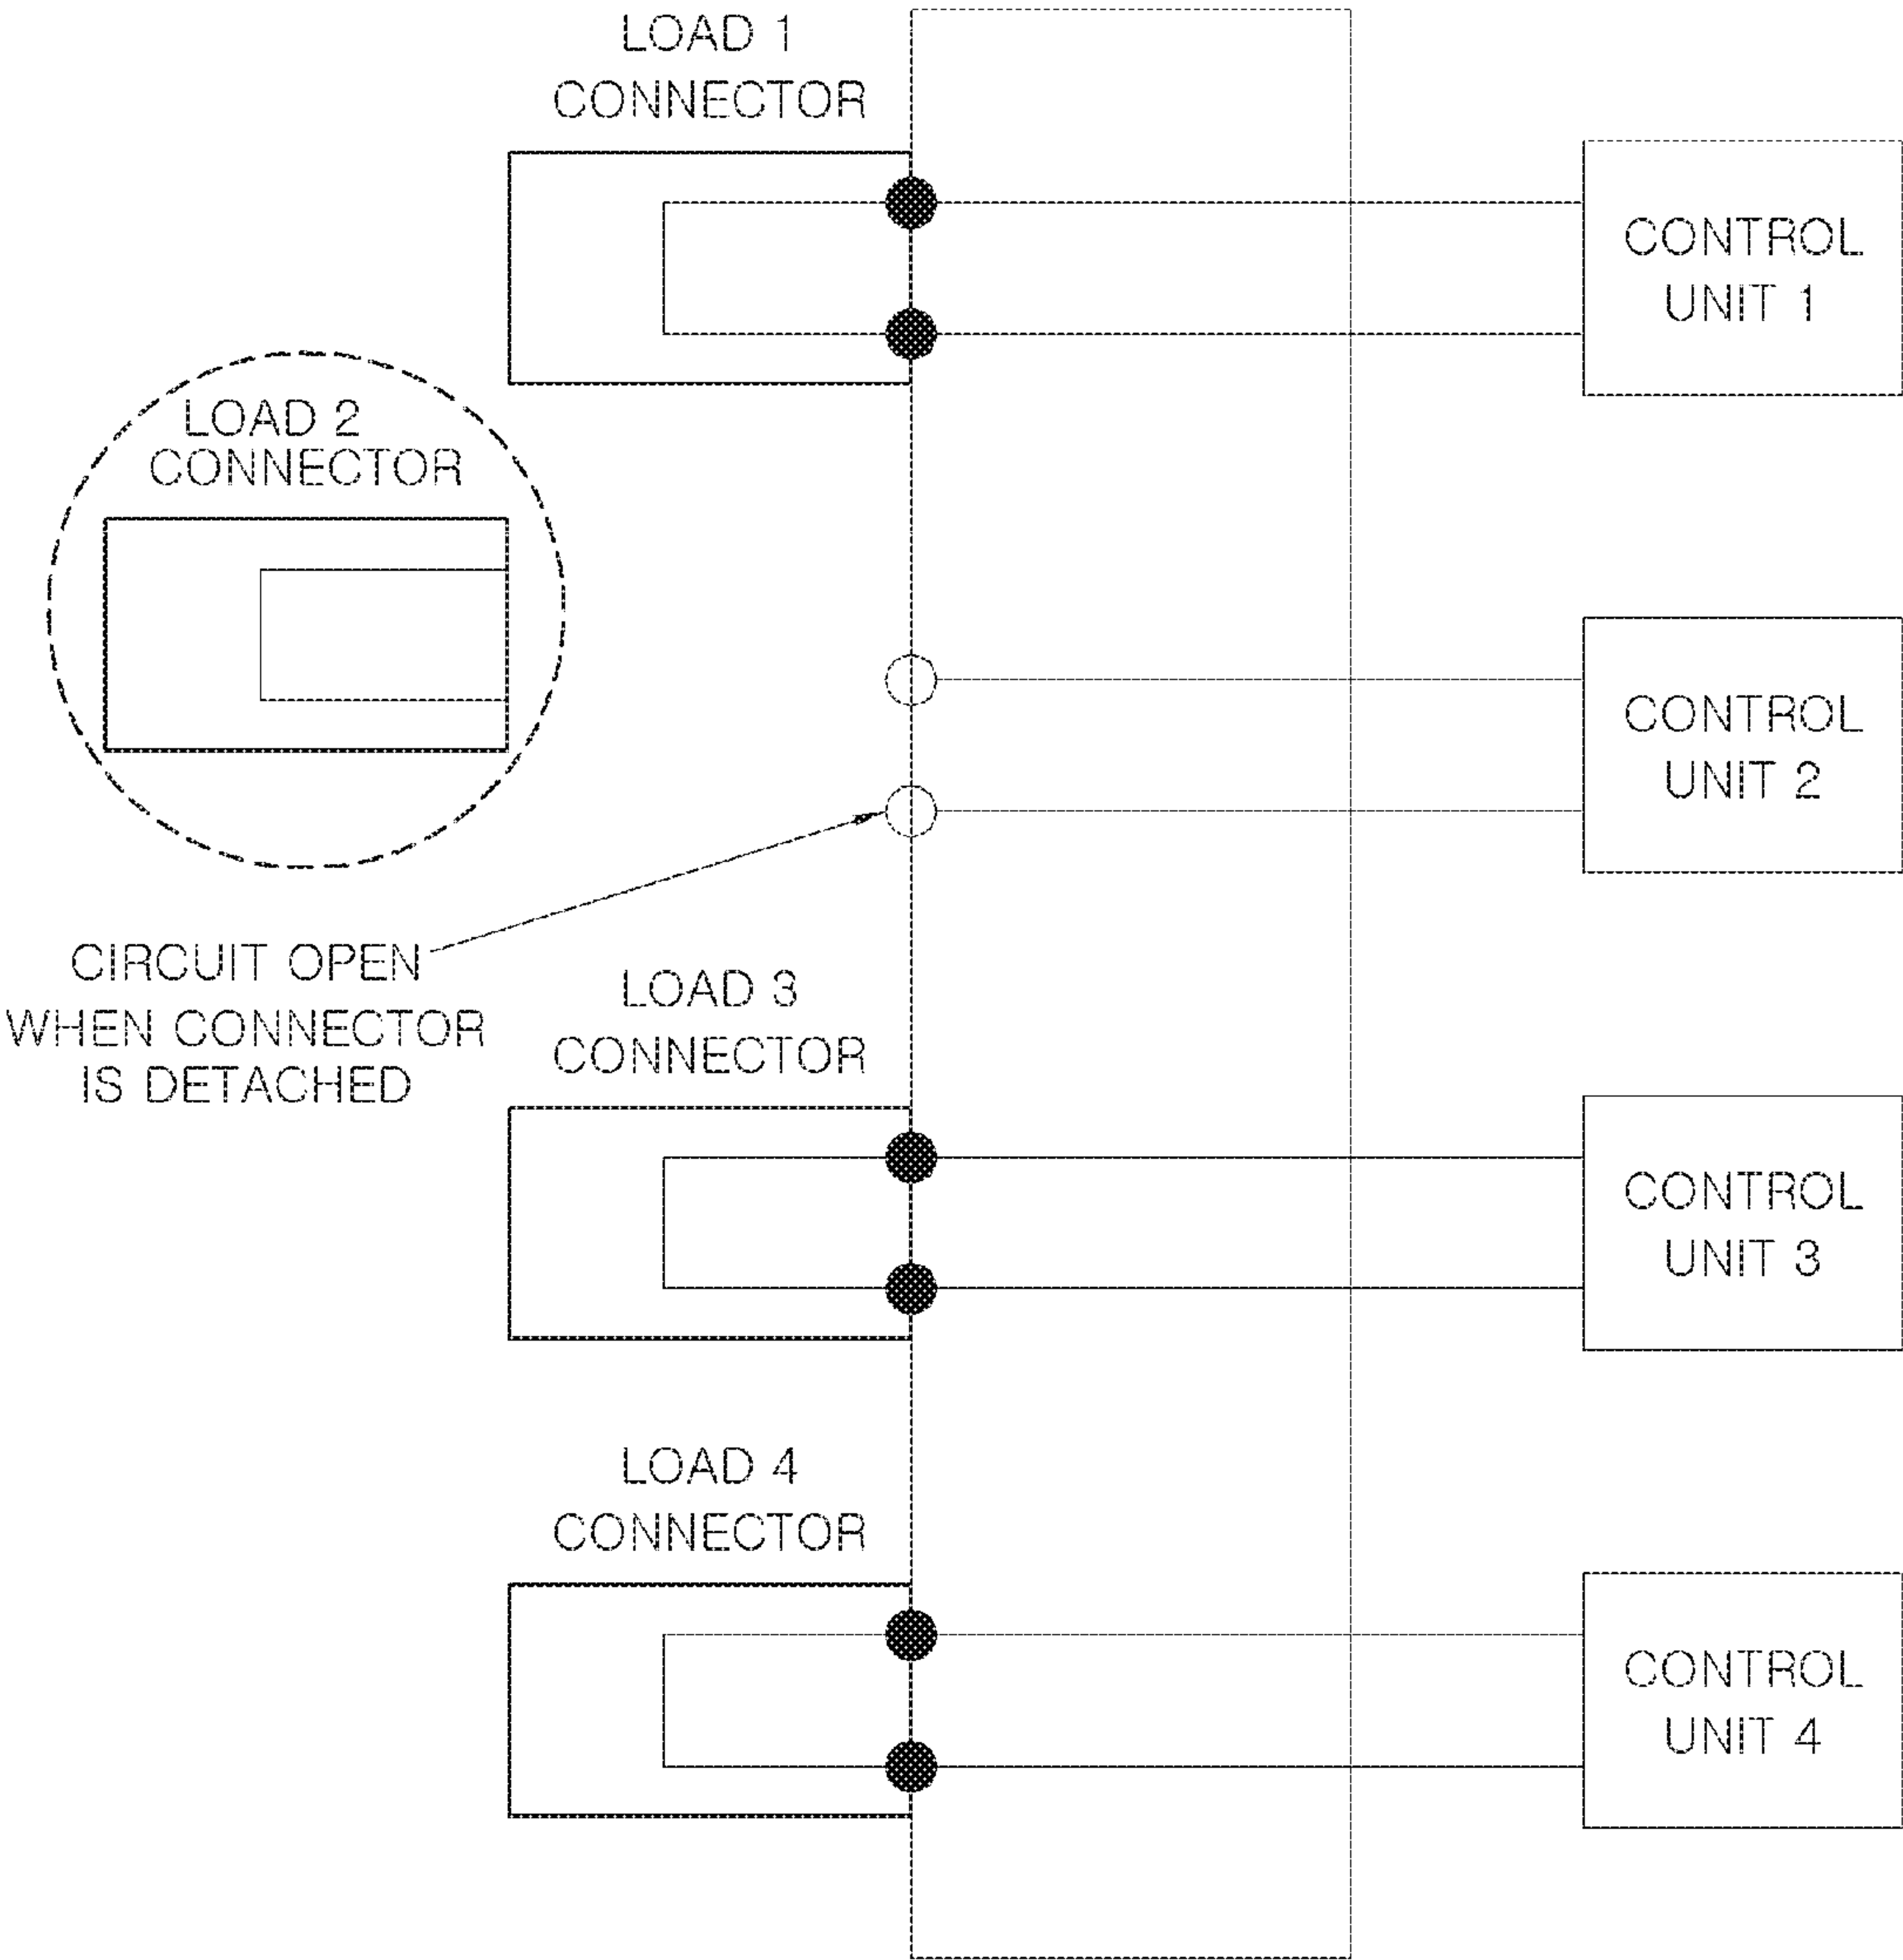 LOAD 1
CONNECTOR
CONTROL
UNIT 1
LOAD 2
CONNECTOR
CONTROL
UNIT 2
CIRCUIT OPEN
WHEN CONNECTOR
IS DETACHED
LOAD 3
CONNECTOR
CONTROL
UNIT 3
LOAD 4
CONNECTOR
CONTROL
UNIT 4